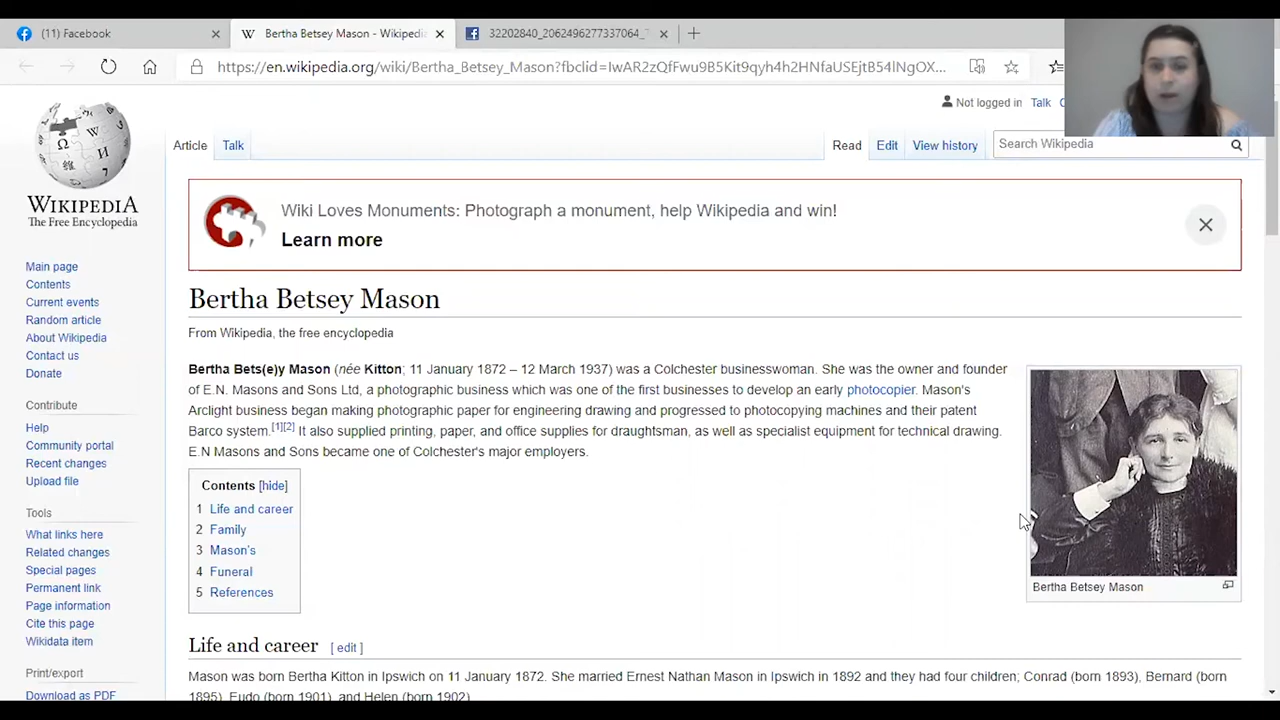 (11) Facebook
Bertha Betsey Mason - Wikipedi
32202840_2062496277337064_
https://en.wikipedia.org/wiki/Bertha_Betsey_Mason?fbclid=IwAR2zQfFwu9B5Kit9qyh4h2HNfaUSEjtB54lNgOX...
Not logged in Talk
Article Talk Read Edit View history Search Wikipedia
WIKIPEDIA
The Free Encyclopedia
Main page
Contents
Current events
Random article
About Wikipedia
Contact us
Donate
Contribute
Help
Community portal
Recent changes
Upload file
Tools
What links here
Related changes
Special pages
Permanent link
Page information
Cite this page
Wikidata item
Print/export
Download as PDF
Wiki Loves Monuments: Photograph a monument, help Wikipedia and win!
Learn more
Bertha Betsey Mason
From Wikipedia, the free encyclopedia
Bertha Bets(e)y Mason (née Kitton; 11 January 1872 – 12 March 1937) was a Colchester businesswoman. She was the owner and founder
of E.N. Masons and Sons Ltd, a photographic business which was one of the first businesses to develop an early photocopier. Mason's
Arclight business began making photographic paper for engineering drawing and progressed to photocopying machines and their patent
Barco system.[1][2] It also supplied printing, paper, and office supplies for draughtsman, as well as specialist equipment for technical drawing.
E.N Masons and Sons became one of Colchester's major employers.
Bertha Betsey Mason
Contents [hide]
1 Life and career
2 Family
3 Mason's
4 Funeral
5 References
Life and career [ edit ]
Mason was born Bertha Kitton in Ipswich on 11 January 1872. She married Ernest Nathan Mason in Ipswich in 1892 and they had four children; Conrad (born 1893), Bernard (born
1895), Eudo (born 1901), and Helen (born 1902)